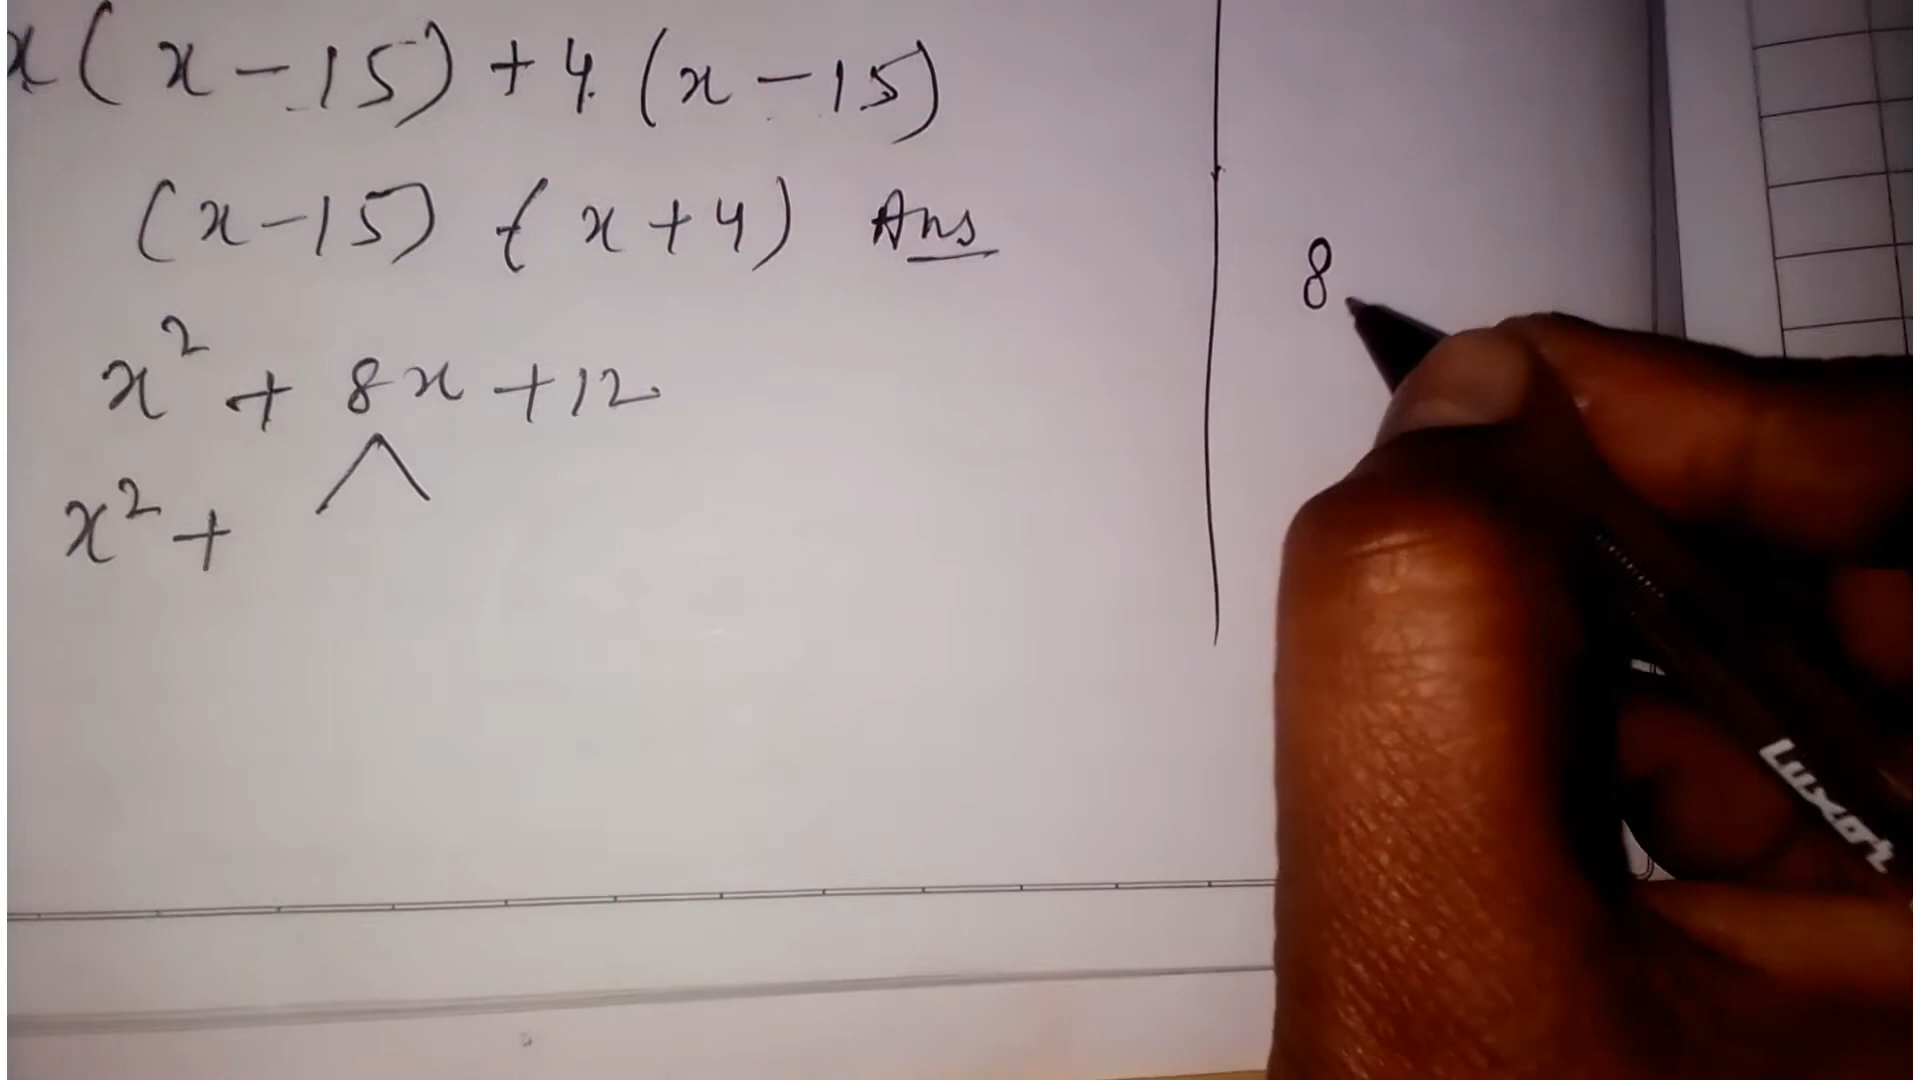 x(x-15)+4(x-15)
(x-15)(x+4) Ans
x²+8x+12
x²+
8
Luxor